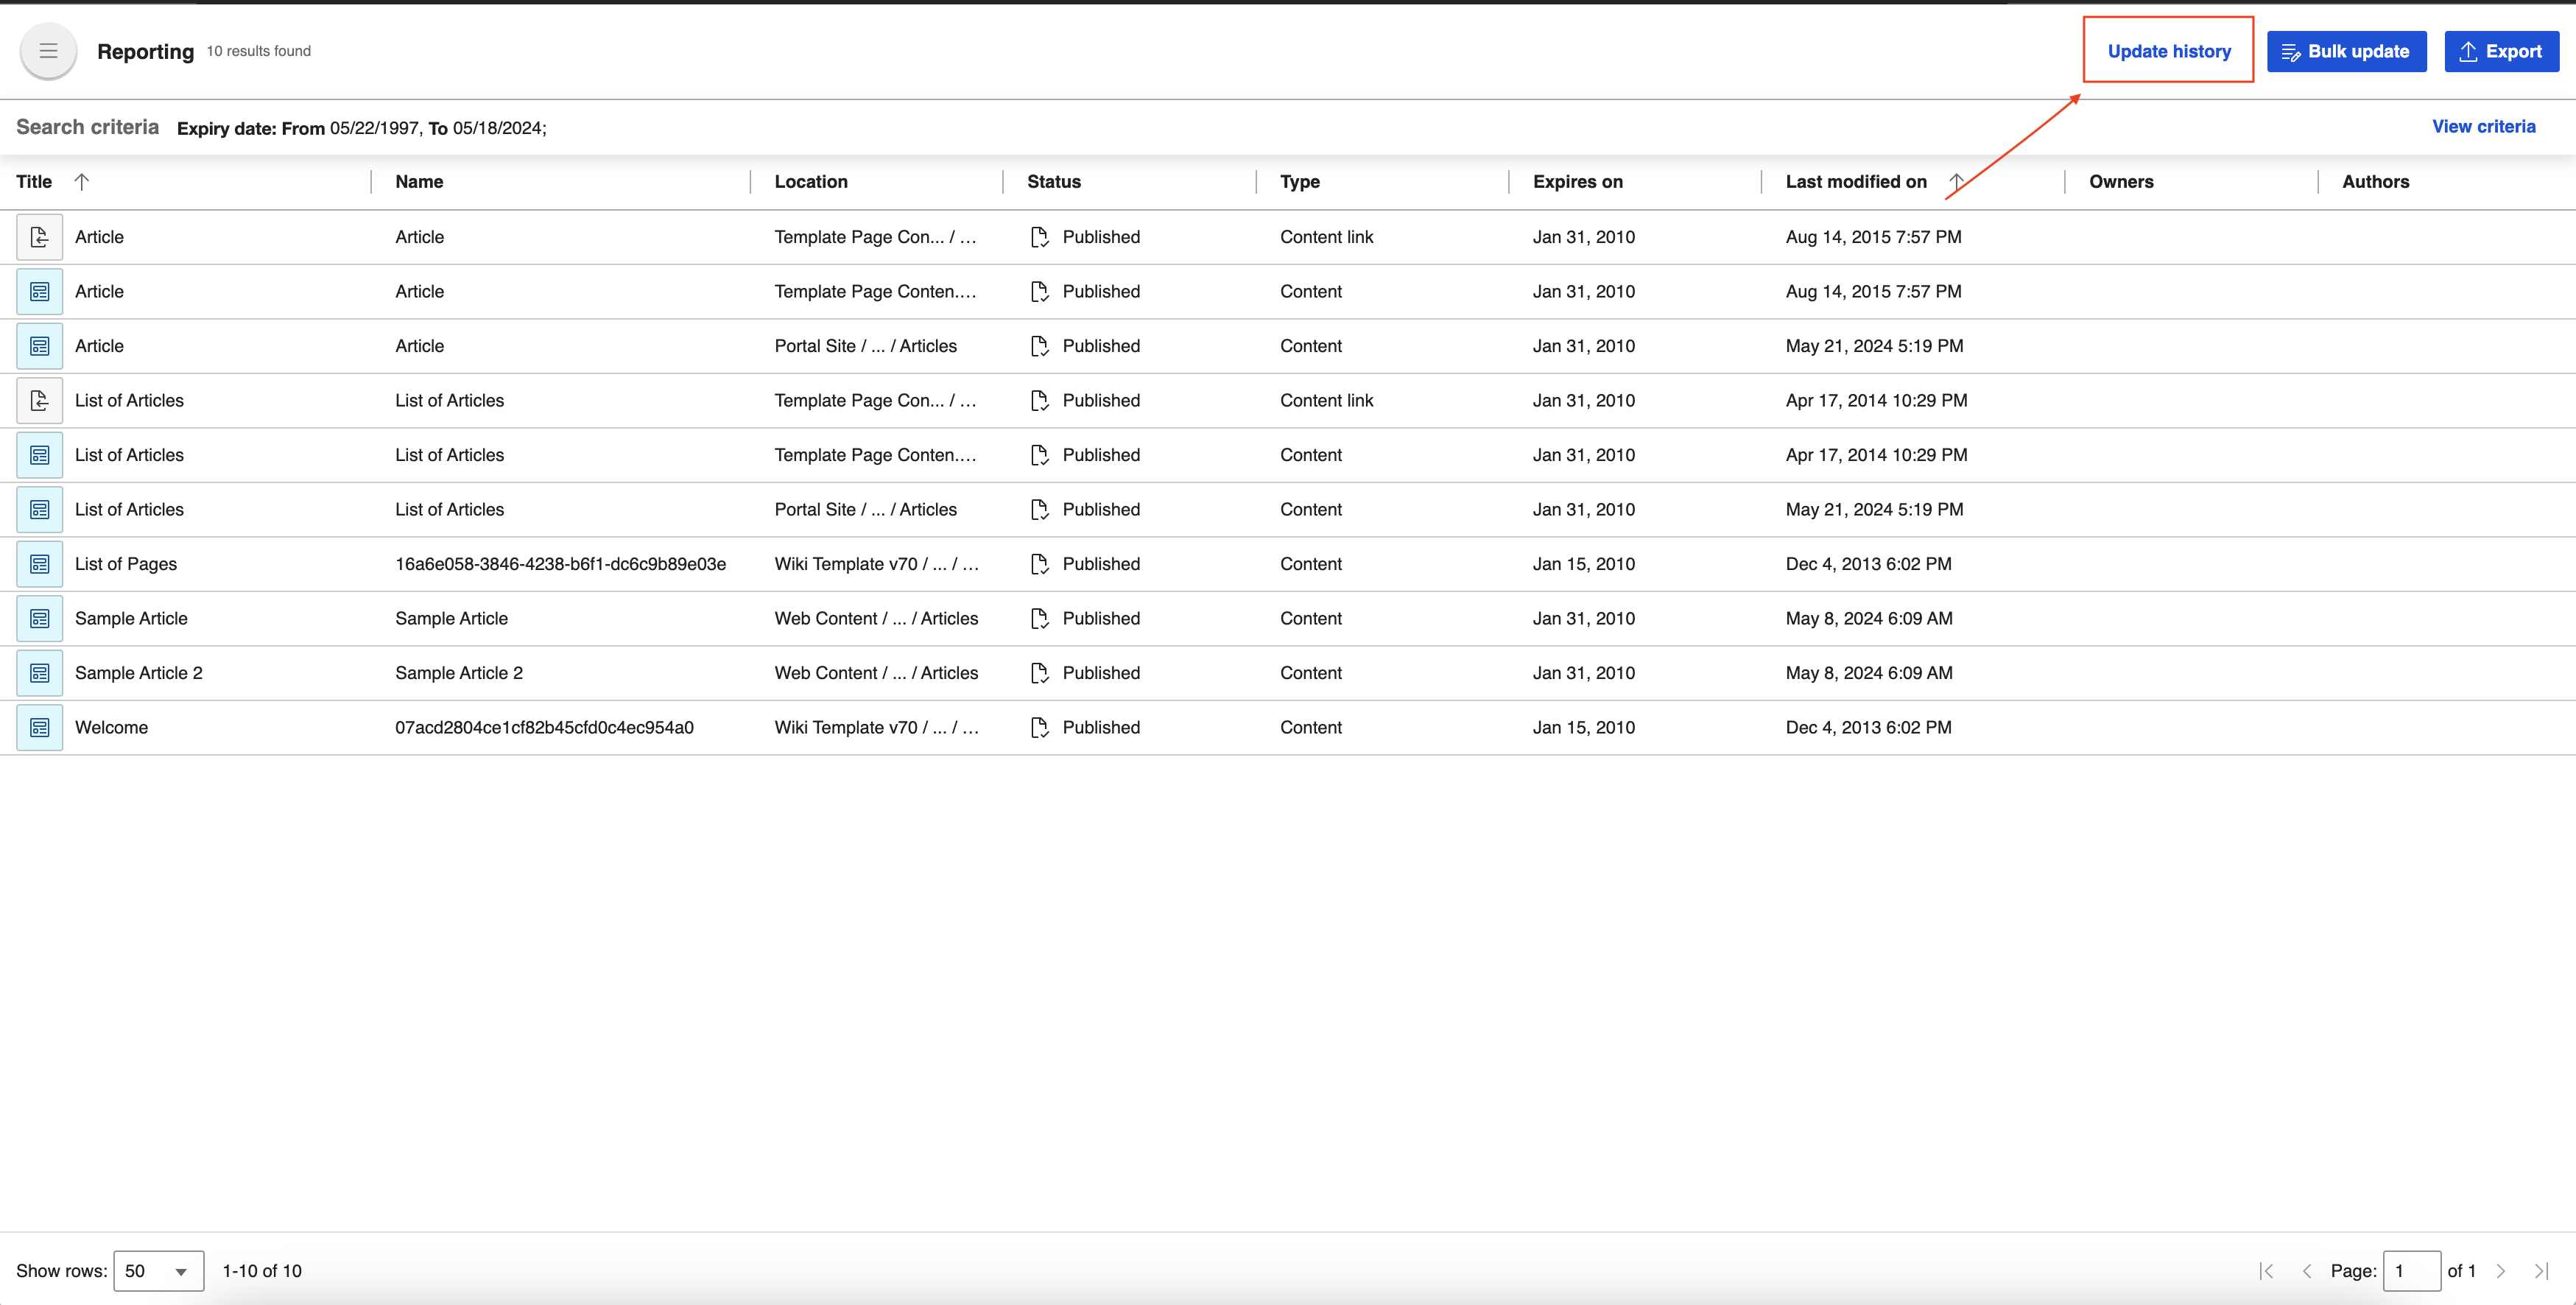 Reporting 10 results found Update history Bulk update Export
Search criteria Expiry date: From 05/22/1997, To 05/18/2024; View criteria
Title Name Location Status Type Expires on Last modified on Owners Authors
Article Article Template Page Con... / ... Published Content link Jan 31, 2010 Aug 14, 2015 7:57 PM
Article Article Template Page Conten.... Published Content Jan 31, 2010 Aug 14, 2015 7:57 PM
Article Article Portal Site / ... / Articles Published Content Jan 31, 2010 May 21, 2024 5:19 PM
List of Articles List of Articles Template Page Con... / ... Published Content link Jan 31, 2010 Apr 17, 2014 10:29 PM
List of Articles List of Articles Template Page Conten.... Published Content Jan 31, 2010 Apr 17, 2014 10:29 PM
List of Articles List of Articles Portal Site / ... / Articles Published Content Jan 31, 2010 May 21, 2024 5:19 PM
List of Pages 16a6e058-3846-4238-b6f1-dc6c9b89e03e Wiki Template v70 / ... / ... Published Content Jan 15, 2010 Dec 4, 2013 6:02 PM
Sample Article Sample Article Web Content / ... / Articles Published Content Jan 31, 2010 May 8, 2024 6:09 AM
Sample Article 2 Sample Article 2 Web Content / ... / Articles Published Content Jan 31, 2010 May 8, 2024 6:09 AM
Welcome 07acd2804ce1cf82b45cfd0c4ec954a0 Wiki Template v70 / ... / ... Published Content Jan 15, 2010 Dec 4, 2013 6:02 PM
Show rows: 50 1-10 of 10 Page: 1 of 1